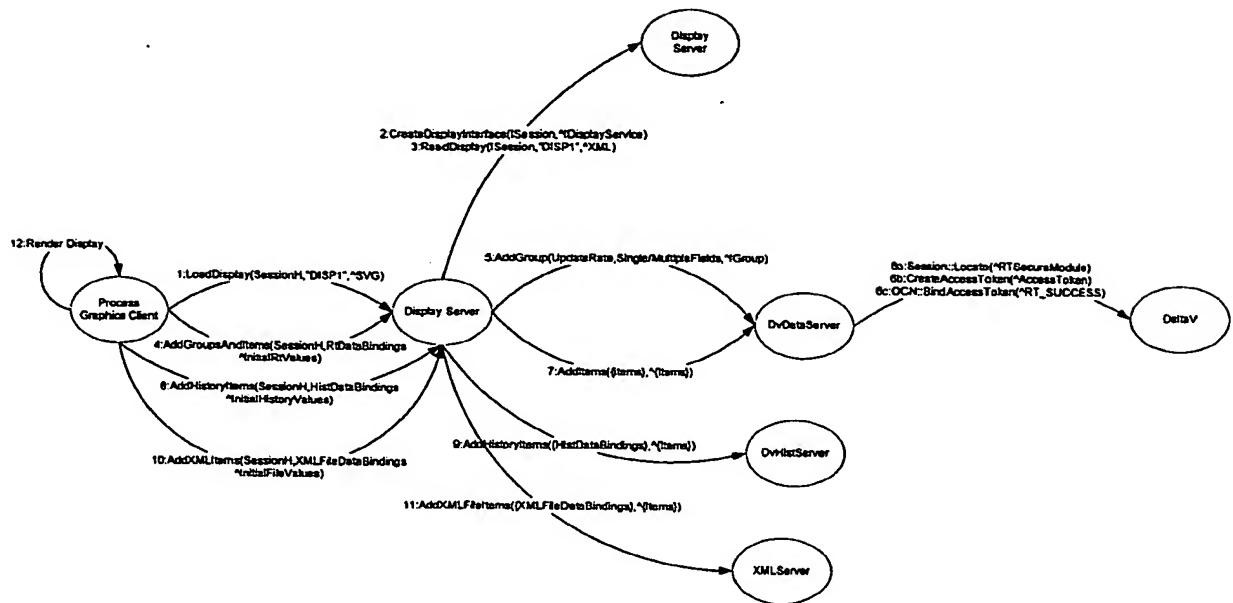 Display
Server
2:CreateDisplayInterface(ISession,^IDisplayService)
3:ReadDisplay(ISession,"DISP1",^XML)
12:Render Display
1:LoadDisplay(SessionH,"DISP1",^SVG)
5:AddGroup(UpdateRate,Single/MultipleFields,^IGroup)
6a:Session::Locate(^RTSecureModule)
6b:CreateAccessToken(^AccessToken)
6c:OCN::BindAccessToken(^RT_SUCCESS)
Process
Graphics Client
Display Server
DvDataServer
DeltaV
4:AddGroupsAndItems(SessionH,RtDataBindings
^InitialRtValues)
7:AddItems({Items},^{Items})
8:AddHistoryItems(SessionH,HistDataBindings
^InitialHistoryValues)
9:AddHistoryItems({HistDataBindings},^{Items})
DvHistServer
10:AddXMLItems(SessionH,XMLFileDataBindings
^InitialFileValues)
11:AddXMLFileItems({XMLFileDataBindings},^{Items})
XMLServer